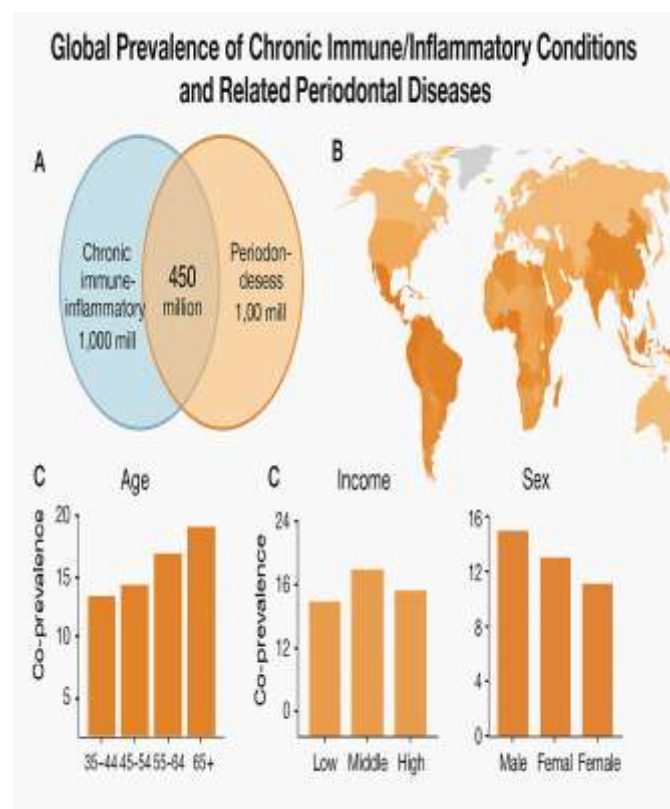 Global Prevalence of Chronic Immune/Inflammatory Conditions
and Related Periodontal Diseases
A
Chronic
immune-
inflammatory
1,000 mill
450
million
Periodon-
desess
1,00 mill
B
C
Age
Co-prevalence
20
15
10
5
35-44 45-54 55-64 65+
C
Income
Co-prevalence
24
16
12
0
Low Middle High
Sex
16
12
8
4
0
Male Femal Female